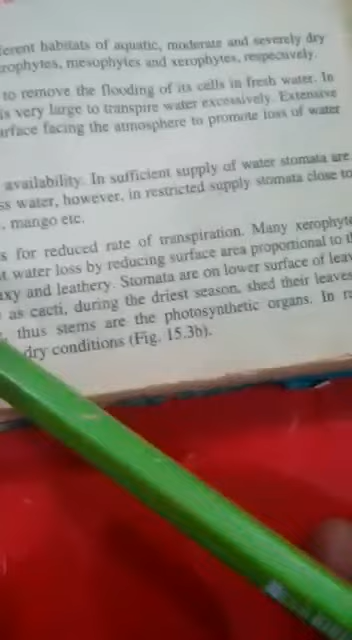 ferent habitats of aquatic, moderate and severely dry
rophytes, mesophytes and xerophytes, respectively.
to remove the flooding of its cells in fresh water. In
is very large to transpire water excessively. Extensive
urface facing the atmosphere to promote loss of water
availability. In sufficient supply of water stomata are
ss water, however, in restricted supply stomata close to
, mango etc.
s for reduced rate of transpiration. Many xerophyte
t water loss by reducing surface area proportional to th
axy and leathery. Stomata are on lower surface of leav
as cacti, during the driest season, shed their leaves
, thus stems are the photosynthetic organs. In ra
dry conditions (Fig. 15.3b).